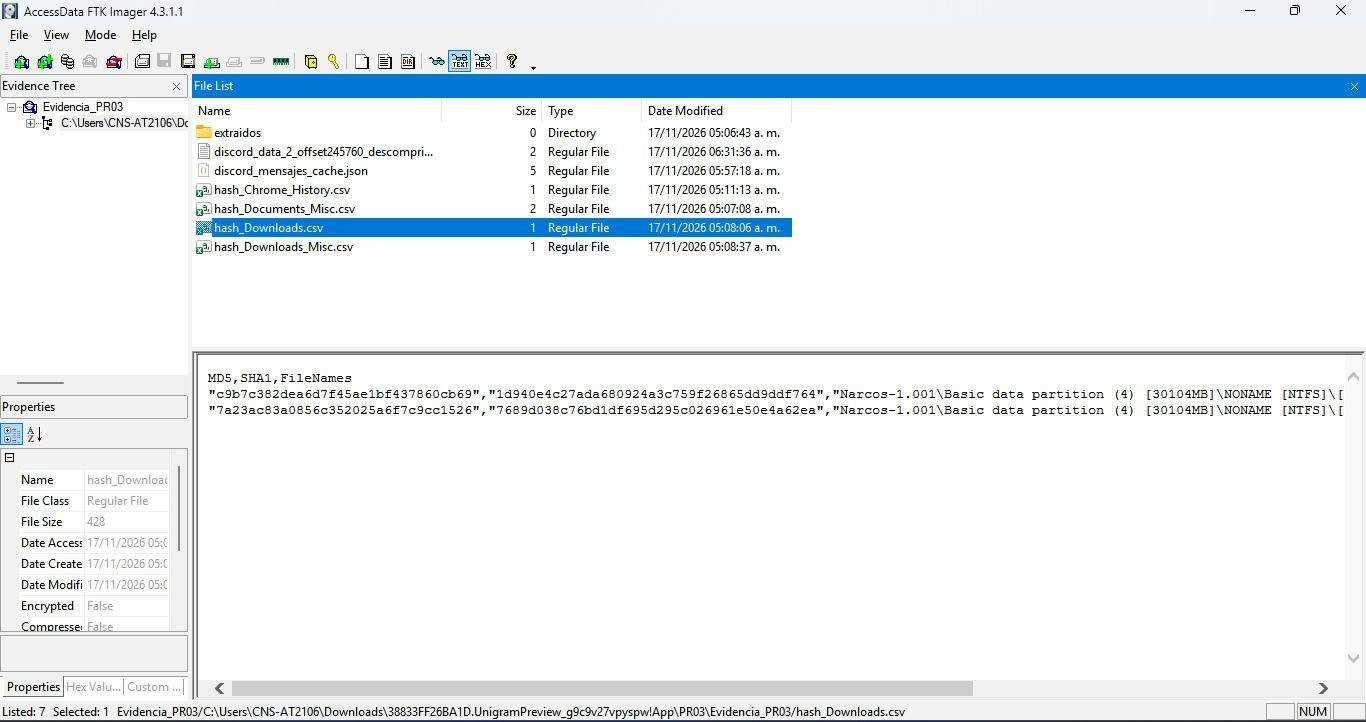 AccessData FTK Imager 4.3.1.1
File View Mode Help
Evidence Tree
Evidencia_PR03
C:\Users\CNS-AT2106\Dc
File List
Name Size Type Date Modified
extraidos 0 Directory 17/11/2026 05:06:43 a. m.
discord_data_2_offset245760_descompri... 2 Regular File 17/11/2026 06:31:36 a. m.
discord_mensajes_cache.json 5 Regular File 17/11/2026 05:57:18 a. m.
hash_Chrome_History.csv 1 Regular File 17/11/2026 05:11:13 a. m.
hash_Documents_Misc.csv 2 Regular File 17/11/2026 05:07:08 a. m.
hash_Downloads.csv 1 Regular File 17/11/2026 05:08:06 a. m.
hash_Downloads_Misc.csv 1 Regular File 17/11/2026 05:08:37 a. m.
MD5,SHA1,FileNames
"c9b7c382dea6d7f45ae1bf437860cb69","1d940e4c27ada680924a3c759f26865dd9ddf764","Narcos-1.001\Basic data partition (4) [30104MB]\NONAME [NTFS]\[
"7a23ac83a0856c352025a6f7c9cc1526","7689d038c76bd1df695d295c026961e50e4a62ea","Narcos-1.001\Basic data partition (4) [30104MB]\NONAME [NTFS]\[
Properties
Name hash_Downloac
File Class Regular File
File Size 428
Date Access 17/11/2026 05:0
Date Create 17/11/2026 05:0
Date Modifi 17/11/2026 05:0
Encrypted False
Compresse False
Properties Hex Valu... Custom ...
Listed: 7 Selected: 1 Evidencia_PR03/C:\Users\CNS-AT2106\Downloads\38833FF26BA1D.UnigramPreview_g9c9v27vpyspw!App\PR03\Evidencia_PR03/hash_Downloads.csv
NUM